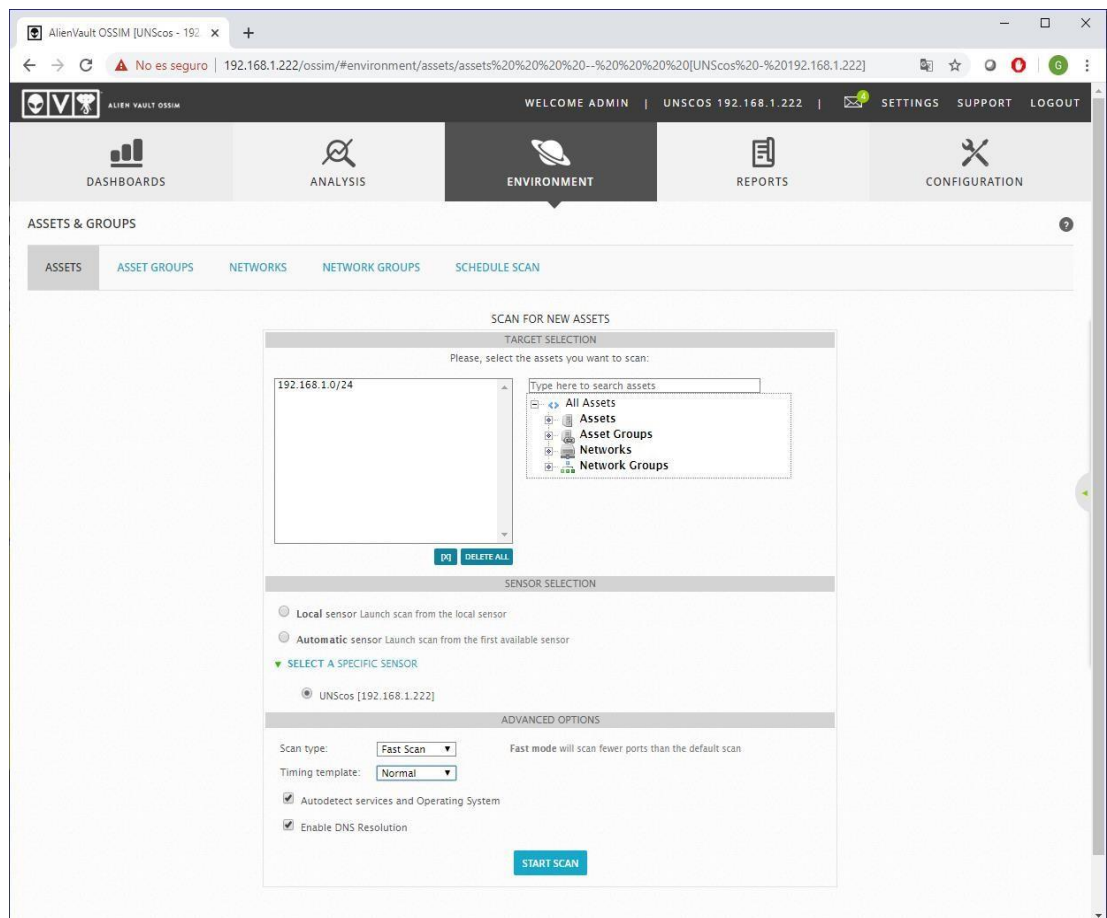 AlienVault OSSIM [UNScos - 192
No es seguro | 192.168.1.222/ossim/#environment/assets/assets%20%20%20%20--%20%20%20%20[UNScos%20-%20192.168.1.222]
G
ALIEN VAULT OSSIM
WELCOME ADMIN | UNSCOS 192.168.1.222 | 4 SETTINGS SUPPORT LOGOUT
DASHBOARDS ANALYSIS ENVIRONMENT REPORTS CONFIGURATION
ASSETS & GROUPS
ASSETS ASSET GROUPS NETWORKS NETWORK GROUPS SCHEDULE SCAN
SCAN FOR NEW ASSETS
TARGET SELECTION
Please, select the assets you want to scan:
192.168.1.0/24
Type here to search assets
All Assets
Assets
Asset Groups
Networks
Network Groups
[X] DELETE ALL
SENSOR SELECTION
Local sensor Launch scan from the local sensor
Automatic sensor Launch scan from the first available sensor
SELECT A SPECIFIC SENSOR
UNScos [192.168.1.222]
ADVANCED OPTIONS
Scan type: Fast Scan Fast mode will scan fewer ports than the default scan
Timing template: Normal
Autodetect services and Operating System
Enable DNS Resolution
START SCAN